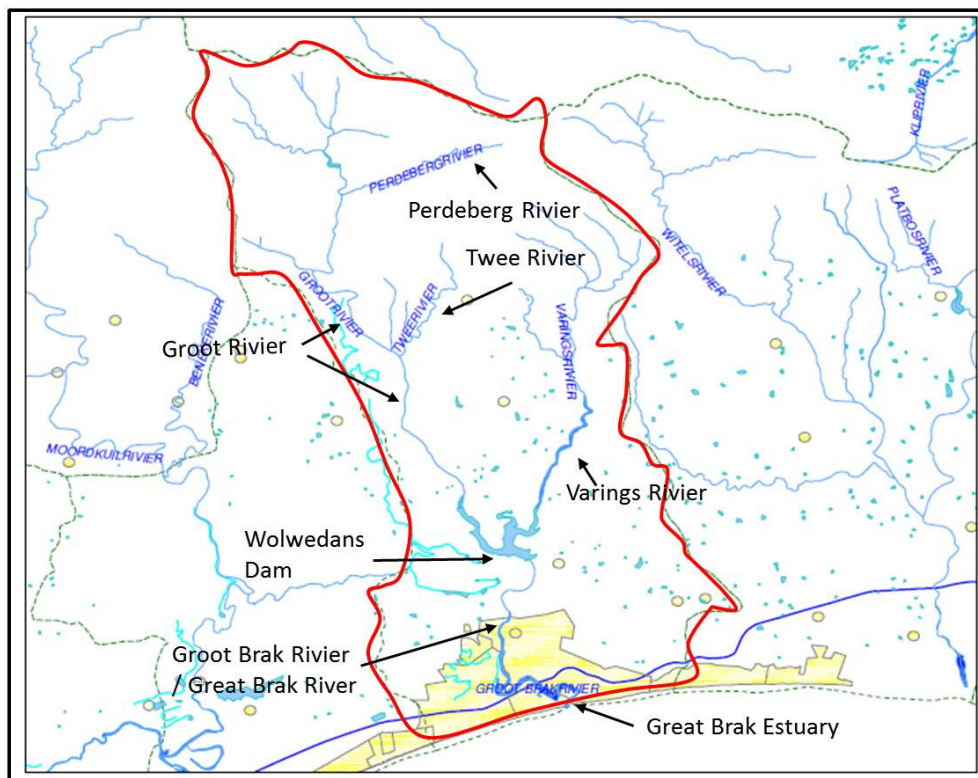 KLIPRIVIER
PERDEBERGRIVIER
Perdeberg Rivier
PLATBOSRIVIER
WITELSRIVIER
Twee Rivier
GROOTRIVIER
TWEERIVIER
VARINGSRIVIER
BENEKERIVIER
Groot Rivier
MOORDKUILRIVIER
Varings Rivier
Wolwedans
Dam
Groot Brak Rivier
/ Great Brak River
GROOT-BRAKRIVIER
Great Brak Estuary